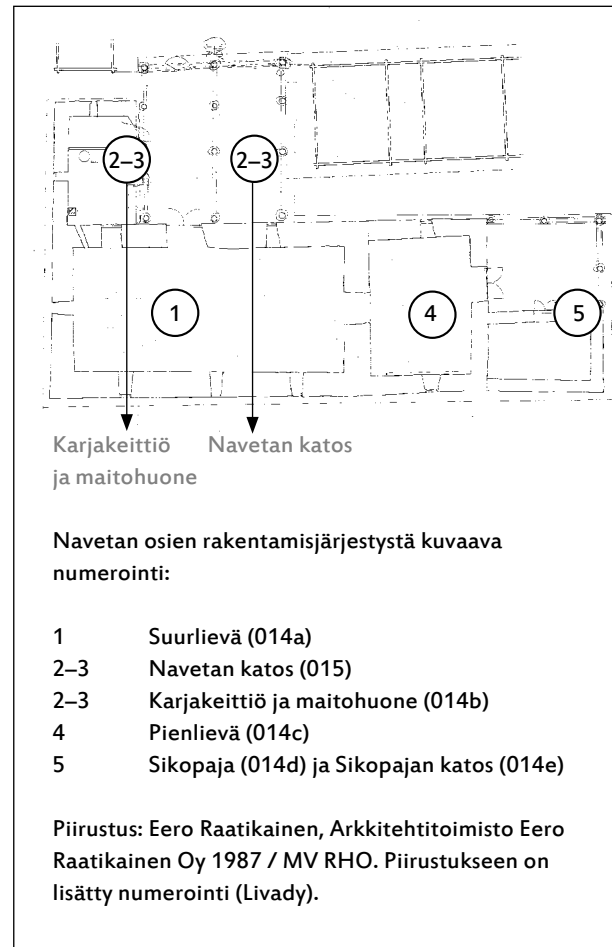 2–3 2–3
1 4 5
Karjakeittiö Navetan katos
ja maitohuone
Navetan osien rakentamisjärjestystä kuvaava
numerointi:
1 Suurlievä (014a)
2–3 Navetan katos (015)
2–3 Karjakeittiö ja maitohuone (014b)
4 Pienlievä (014c)
5 Sikopaja (014d) ja Sikopajan katos (014e)
Piirustus: Eero Raatikainen, Arkkitehtitoimisto Eero
Raatikainen Oy 1987 / MV RHO. Piirustukseen on
lisätty numerointi (Livady).